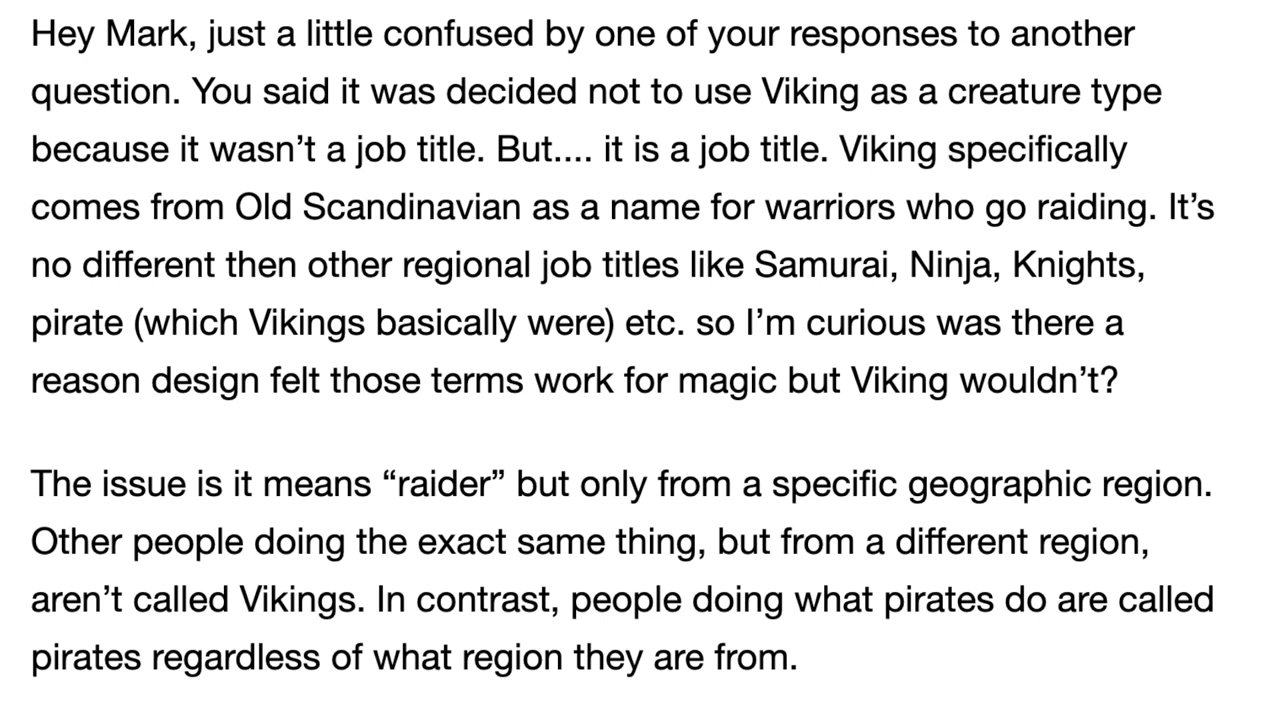 Hey Mark, just a little confused by one of your responses to another
question. You said it was decided not to use Viking as a creature type
because it wasn’t a job title. But.... it is a job title. Viking specifically
comes from Old Scandinavian as a name for warriors who go raiding. It’s
no different then other regional job titles like Samurai, Ninja, Knights,
pirate (which Vikings basically were) etc. so I’m curious was there a
reason design felt those terms work for magic but Viking wouldn’t?
The issue is it means “raider” but only from a specific geographic region.
Other people doing the exact same thing, but from a different region,
aren’t called Vikings. In contrast, people doing what pirates do are called
pirates regardless of what region they are from.